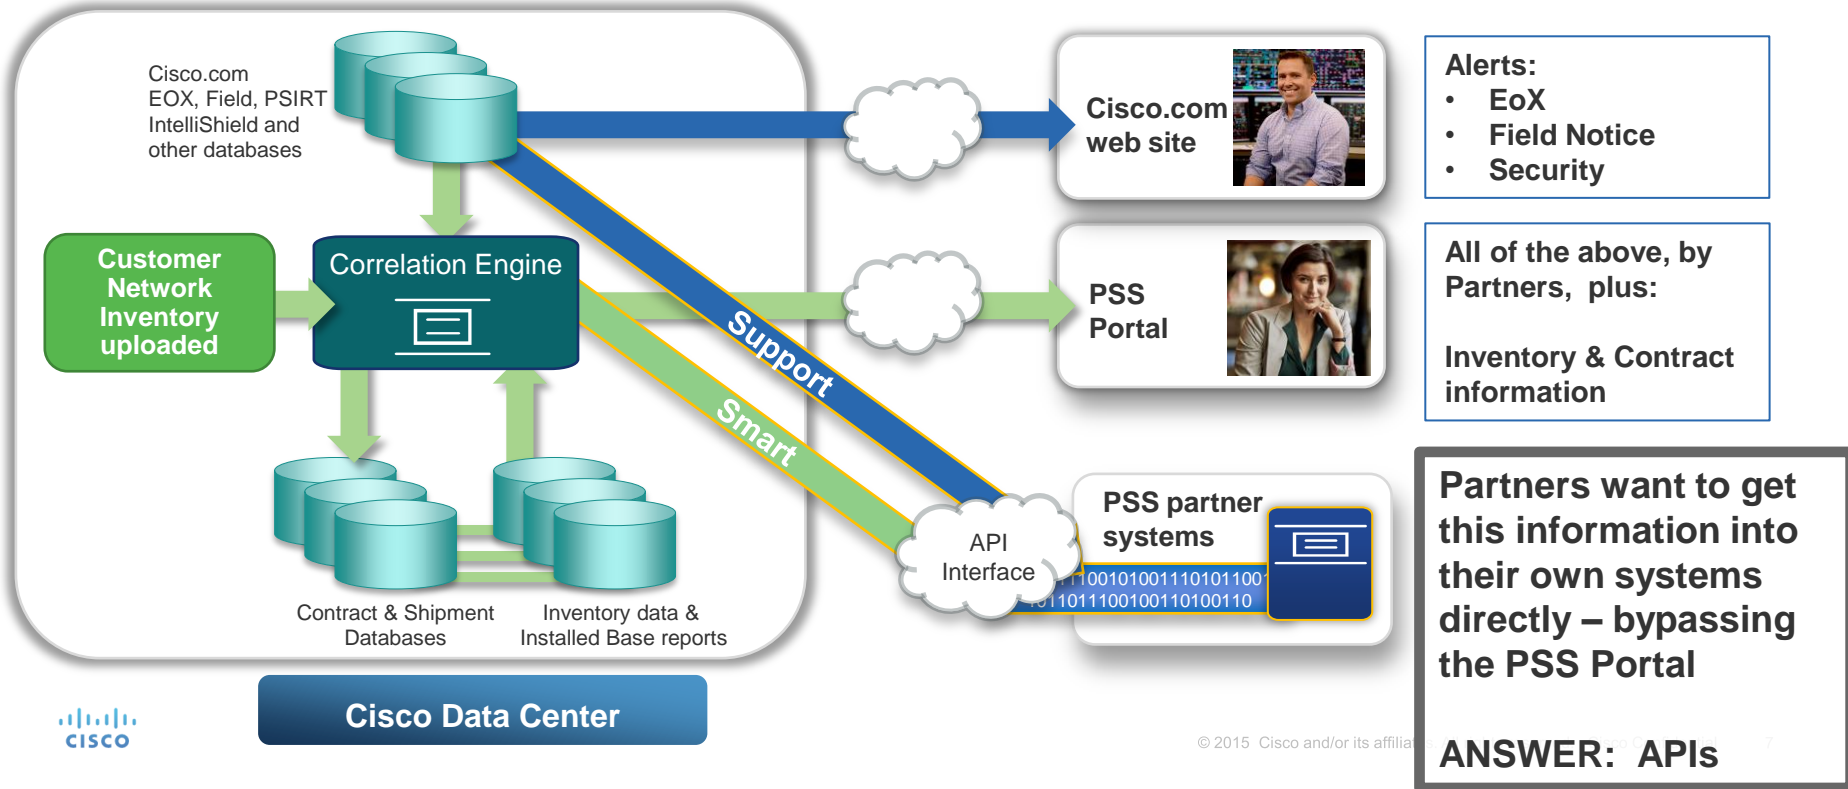 Cisco.com
EOX, Field, PSIRT
IntelliShield and
other databases
Customer
Network
Inventory
uploaded
Correlation Engine
Contract & Shipment
Databases
Inventory data &
Installed Base reports
Support
Smart
Cisco.com
web site
PSS
Portal
API
Interface
PSS partner
systems
Alerts:
• EoX
• Field Notice
• Security
All of the above, by
Partners, plus:
Inventory & Contract
information
Partners want to get
this information into
their own systems
directly – bypassing
the PSS Portal
ANSWER: APIs
Cisco Data Center
CISCO
© 2015 Cisco and/or its
7